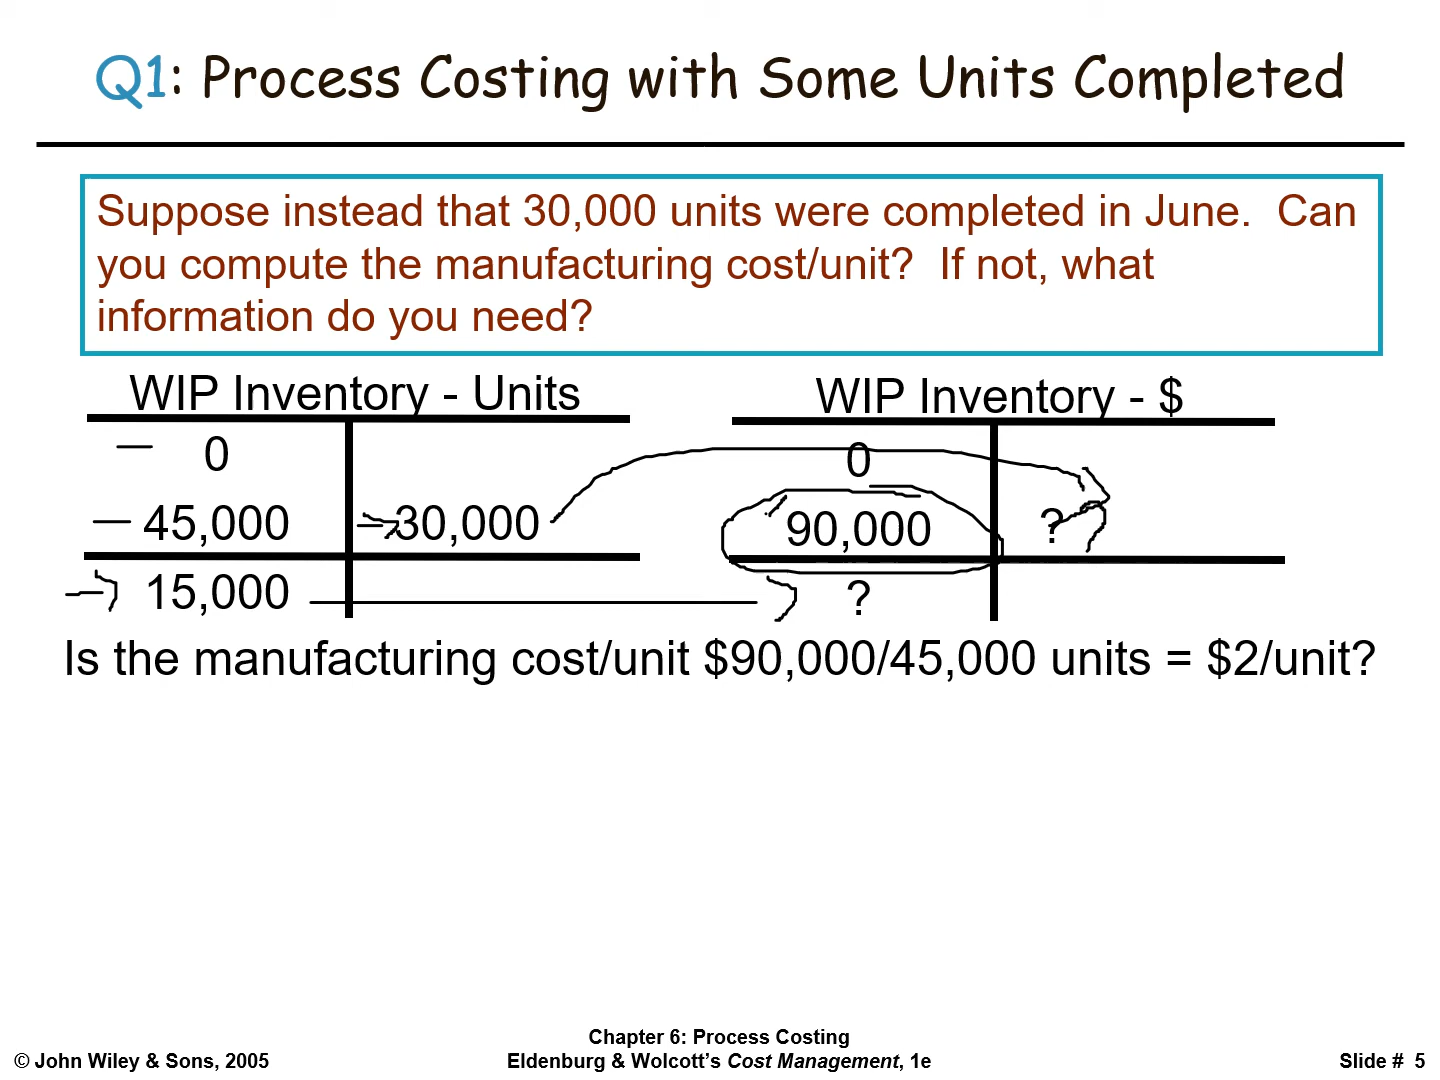 Q1: Process Costing with Some Units Completed
Suppose instead that 30,000 units were completed in June. Can
you compute the manufacturing cost/unit? If not, what
information do you need?
WIP Inventory - Units
0
45,000 30,000
15,000
WIP Inventory - $
0
90,000 ?
?
Is the manufacturing cost/unit $90,000/45,000 units = $2/unit?
© John Wiley & Sons, 2005
Chapter 6: Process Costing
Eldenburg & Wolcott’s Cost Management, 1e
Slide # 5